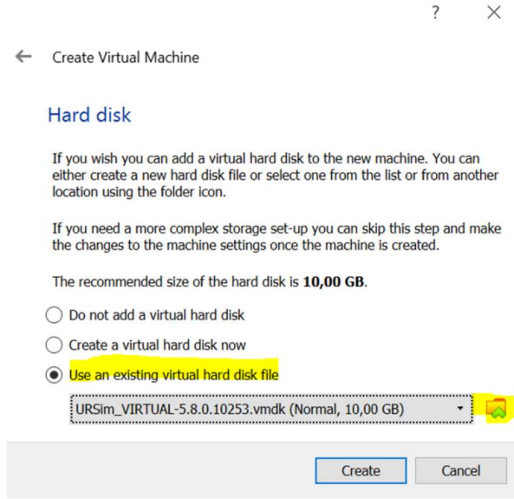 ?
Create Virtual Machine
Hard disk
If you wish you can add a virtual hard disk to the new machine. You can
either create a new hard disk file or select one from the list or from another
location using the folder icon.
If you need a more complex storage set-up you can skip this step and make
the changes to the machine settings once the machine is created.
The recommended size of the hard disk is 10,00 GB.
Do not add a virtual hard disk
Create a virtual hard disk now
Use an existing virtual hard disk file
URSim_VIRTUAL-5.8.0.10253.vmdk (Normal, 10,00 GB)
Create Cancel